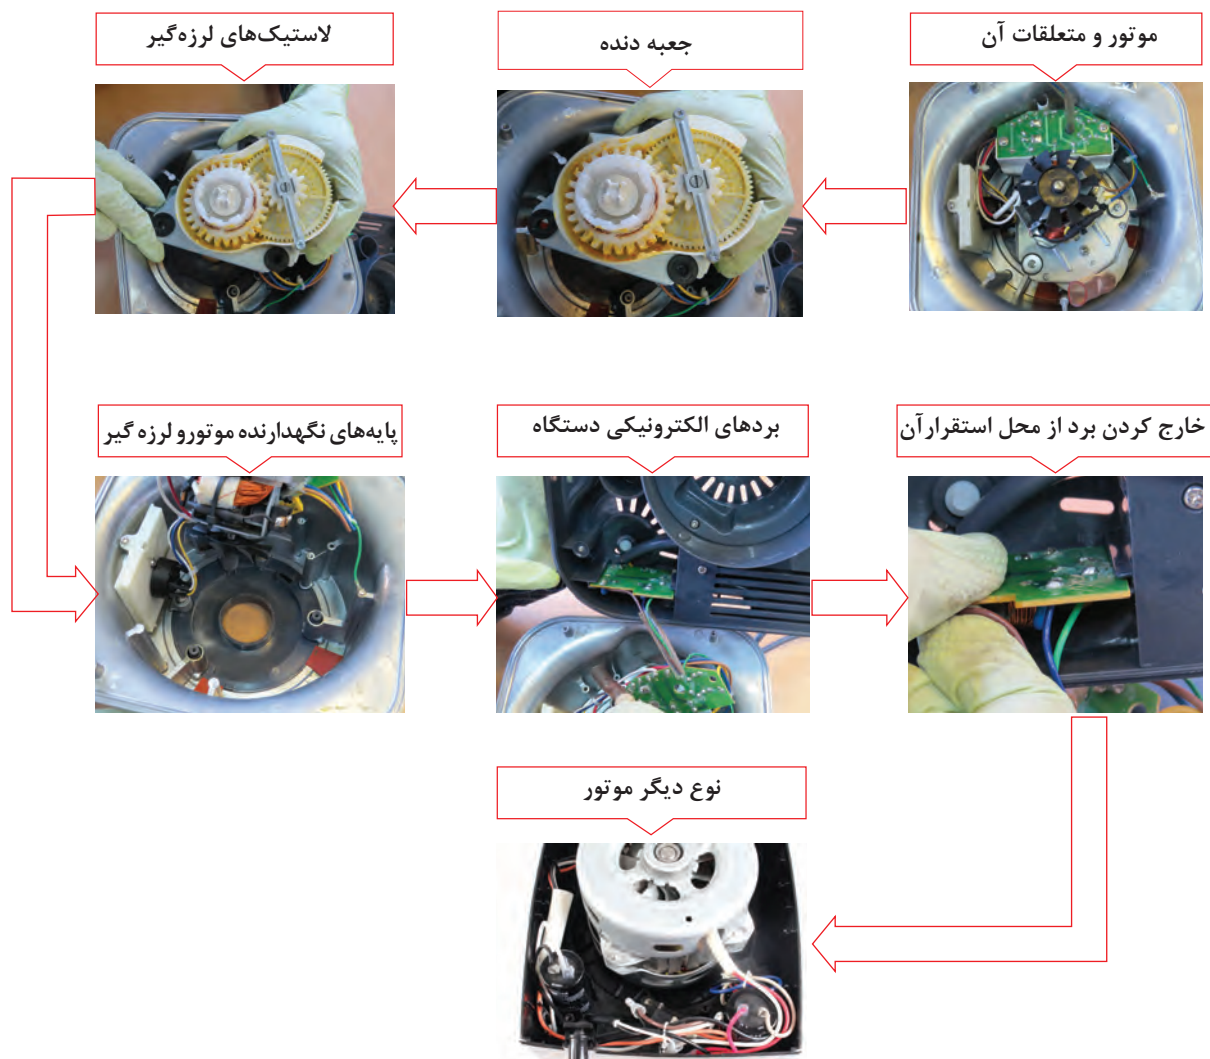 موتور و متعلقات آن
جعبه دنده
لاستیک‌های لرزه‌گیر
پایه‌های نگهدارنده موتورو لرزه گیر
بردهای الکترونیکی دستگاه
خارج کردن برد از محل استقرارآن
نوع دیگر موتور